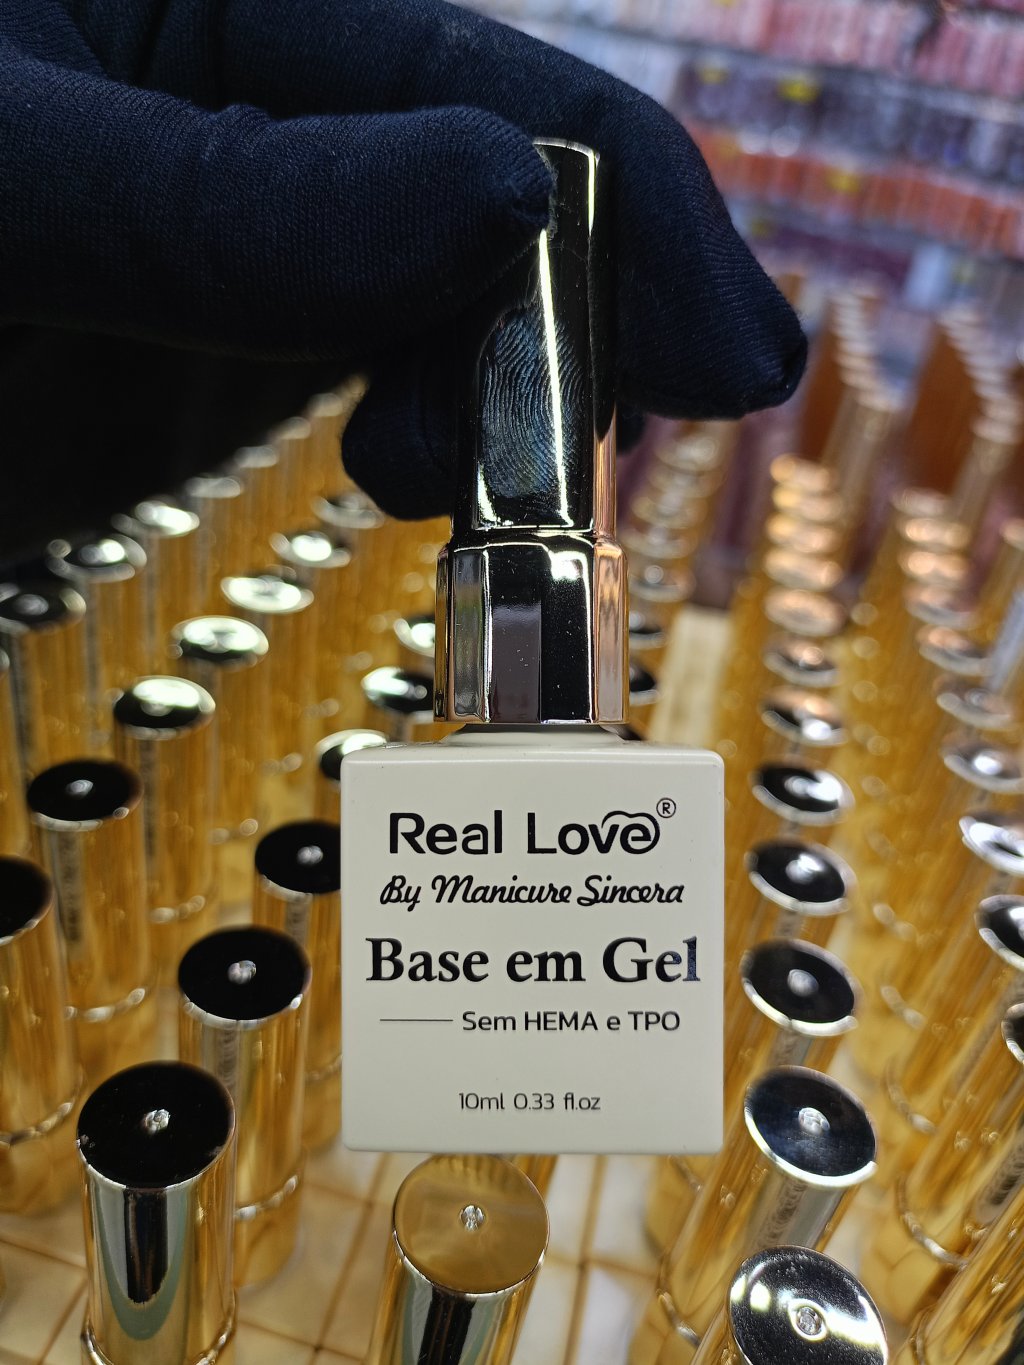 Real Love®
By Manicure Sincera
Base em Gel
Sem HEMA e TPO
10ml 0.33 fl.oz